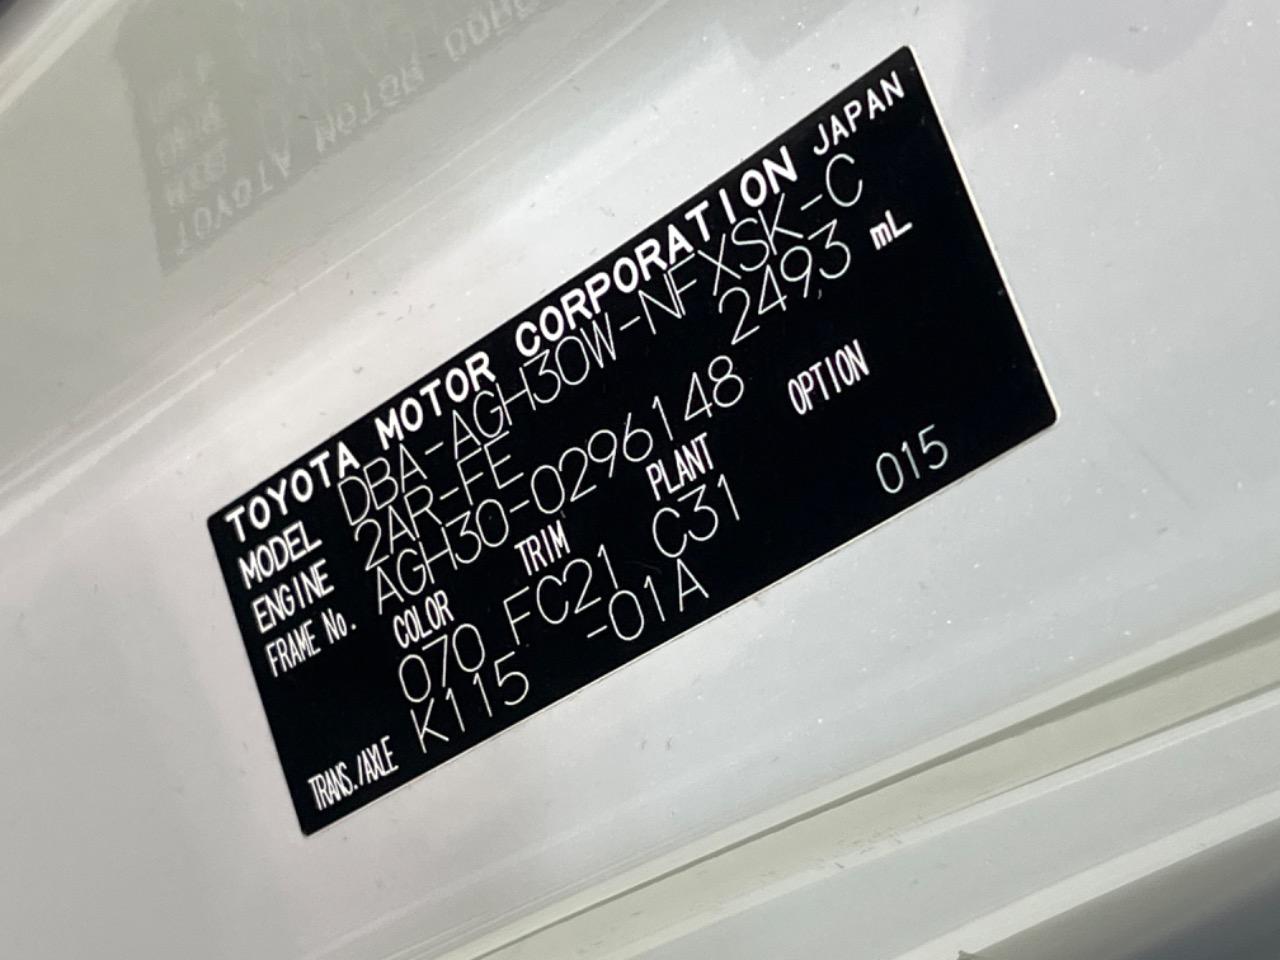 TOYOTA MOTOR CORPORATION JAPAN
MODEL DBA-AGH30W-NFXSK-C
ENGINE 2AR-FE 2493 mL
FRAME No. AGH30-0296148
COLOR TRIM PLANT OPTION
070 FC21 C31 015
TRANS./AXLE K115 -01A